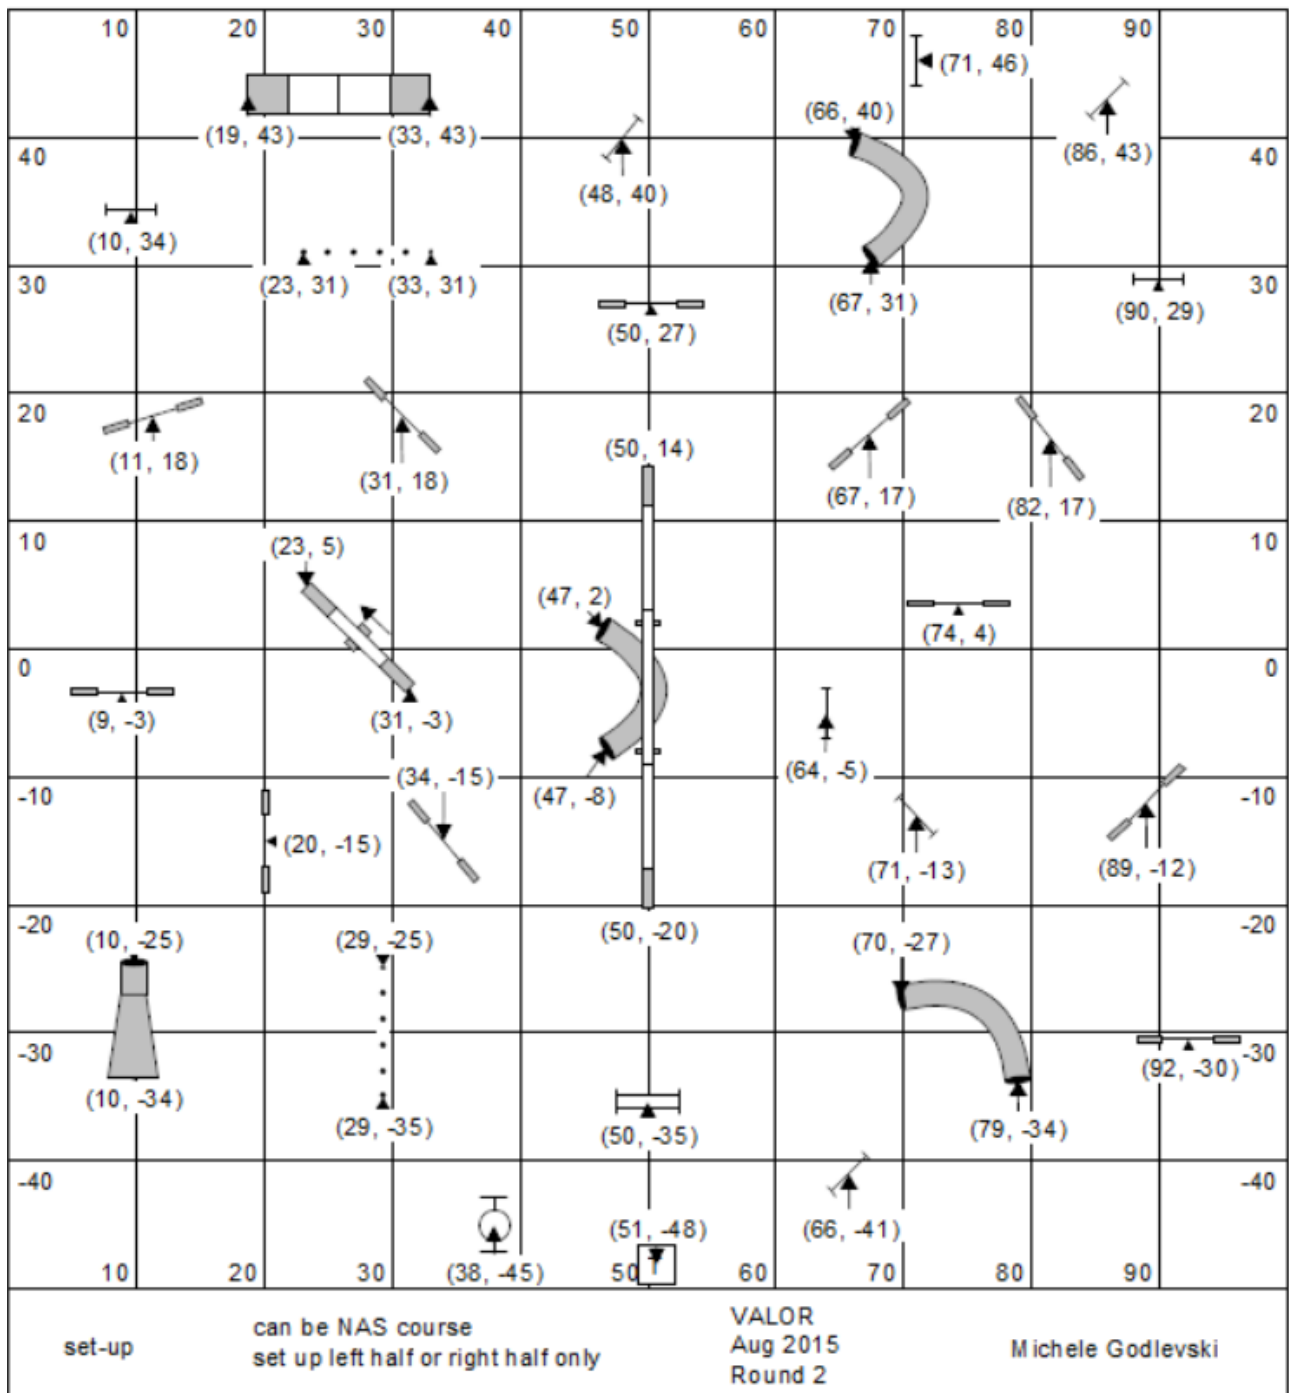 10 20 30 40 50 60 70 80 90
(71, 46)
(66, 40)
(19, 43) (33, 43)
40 (48, 40) (86, 43) 40
(10, 34)
30 (23, 31) (33, 31) (67, 31) (90, 29) 30
(50, 27)
20 20
(50, 14)
(11, 18) (31, 18) (67, 17) (82, 17)
10 (23, 5) 10
(47, 2)
(74, 4)
0 0
(9, -3) (31, -3)
(64, -5)
-10 (34, -15) (47, -8) -10
(20, -15) (71, -13) (89, -12)
-20 -20
(10, -25) (29, -25) (50, -20) (70, -27)
-30 -30
(10, -34) (92, -30)
(29, -35) (50, -35) (79, -34)
-40 -40
(51, -48) (66, -41)
10 20 30 (38, -45) 50 60 70 80 90
set-up
can be NAS course
set up left half or right half only
VALOR
Aug 2015
Round 2
Michele Godlevski